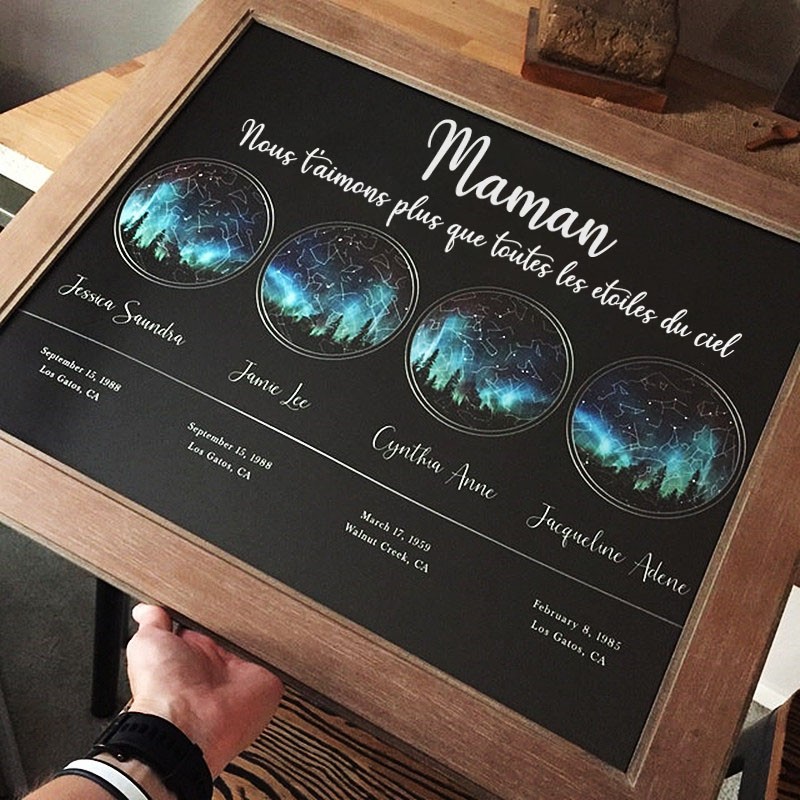 Maman
Nous t'aimons plus que toutes les etoiles du ciel
Jessica Saundra
September 15, 1988
Los Gatos, CA
Jamie Lee
September 15, 1988
Los Gatos, CA
Cynthia Anne
March 17, 1959
Walnut Creek, CA
Jacqueline Adene
February 8, 1985
Los Gatos, CA